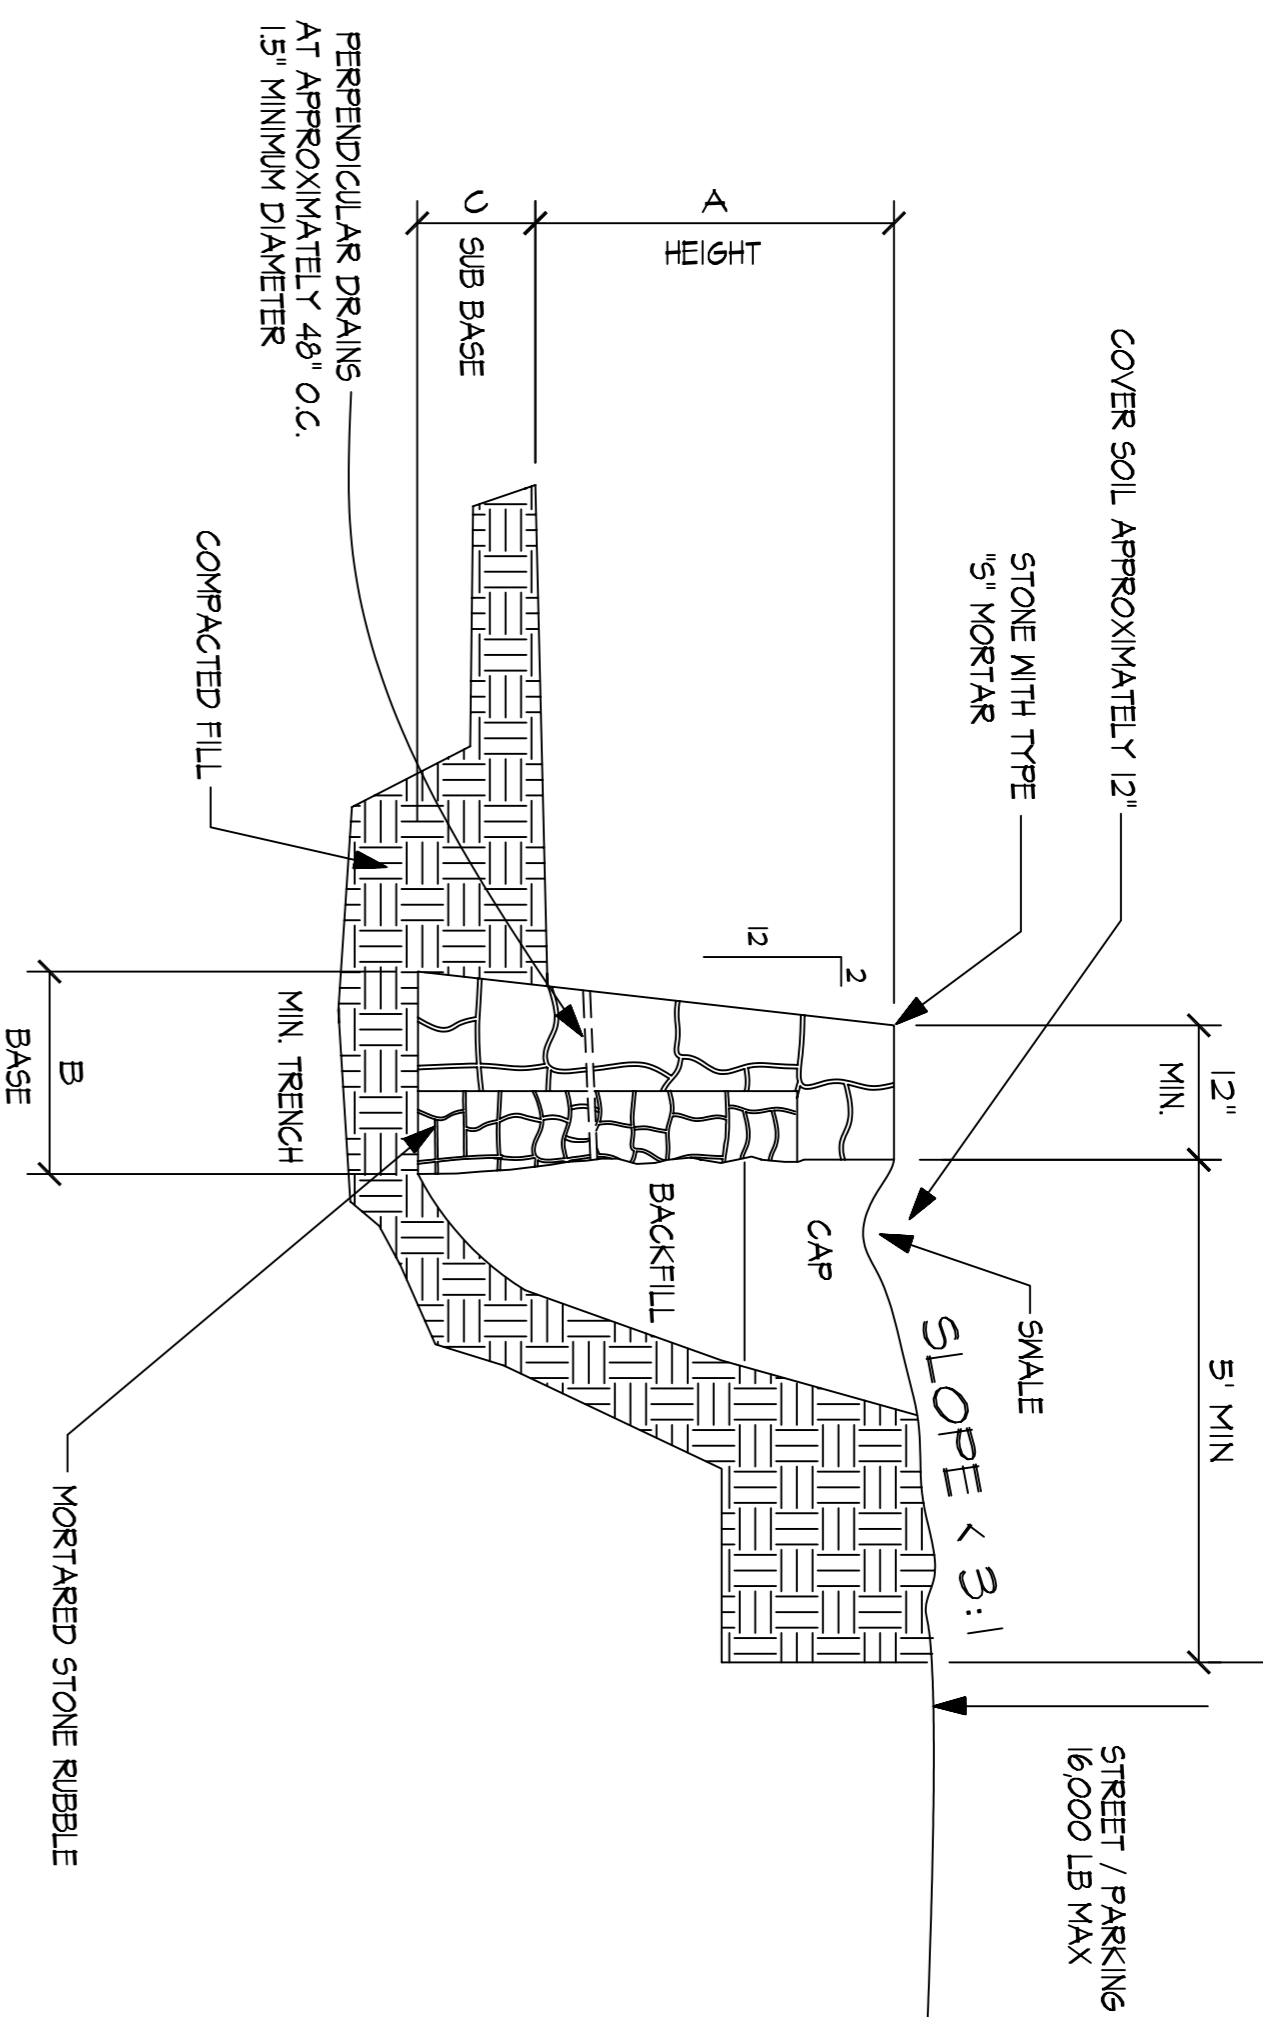 12"
MIN.
5' MIN
STREET / PARKING
16,000 LB MAX
COVER SOIL APPROXIMATELY 12"
STONE WITH TYPE
"S" MORTAR
SWALE
SLOPE < 3:1
A
HEIGHT
2
12
CAP
BACKFILL
C
SUB BASE
PERPENDICULAR DRAINS
AT APPROXIMATELY 48" O.C.
1.5" MINIMUM DIAMETER
COMPACTED FILL
MIN. TRENCH
B
BASE
MORTARED STONE RUBBLE